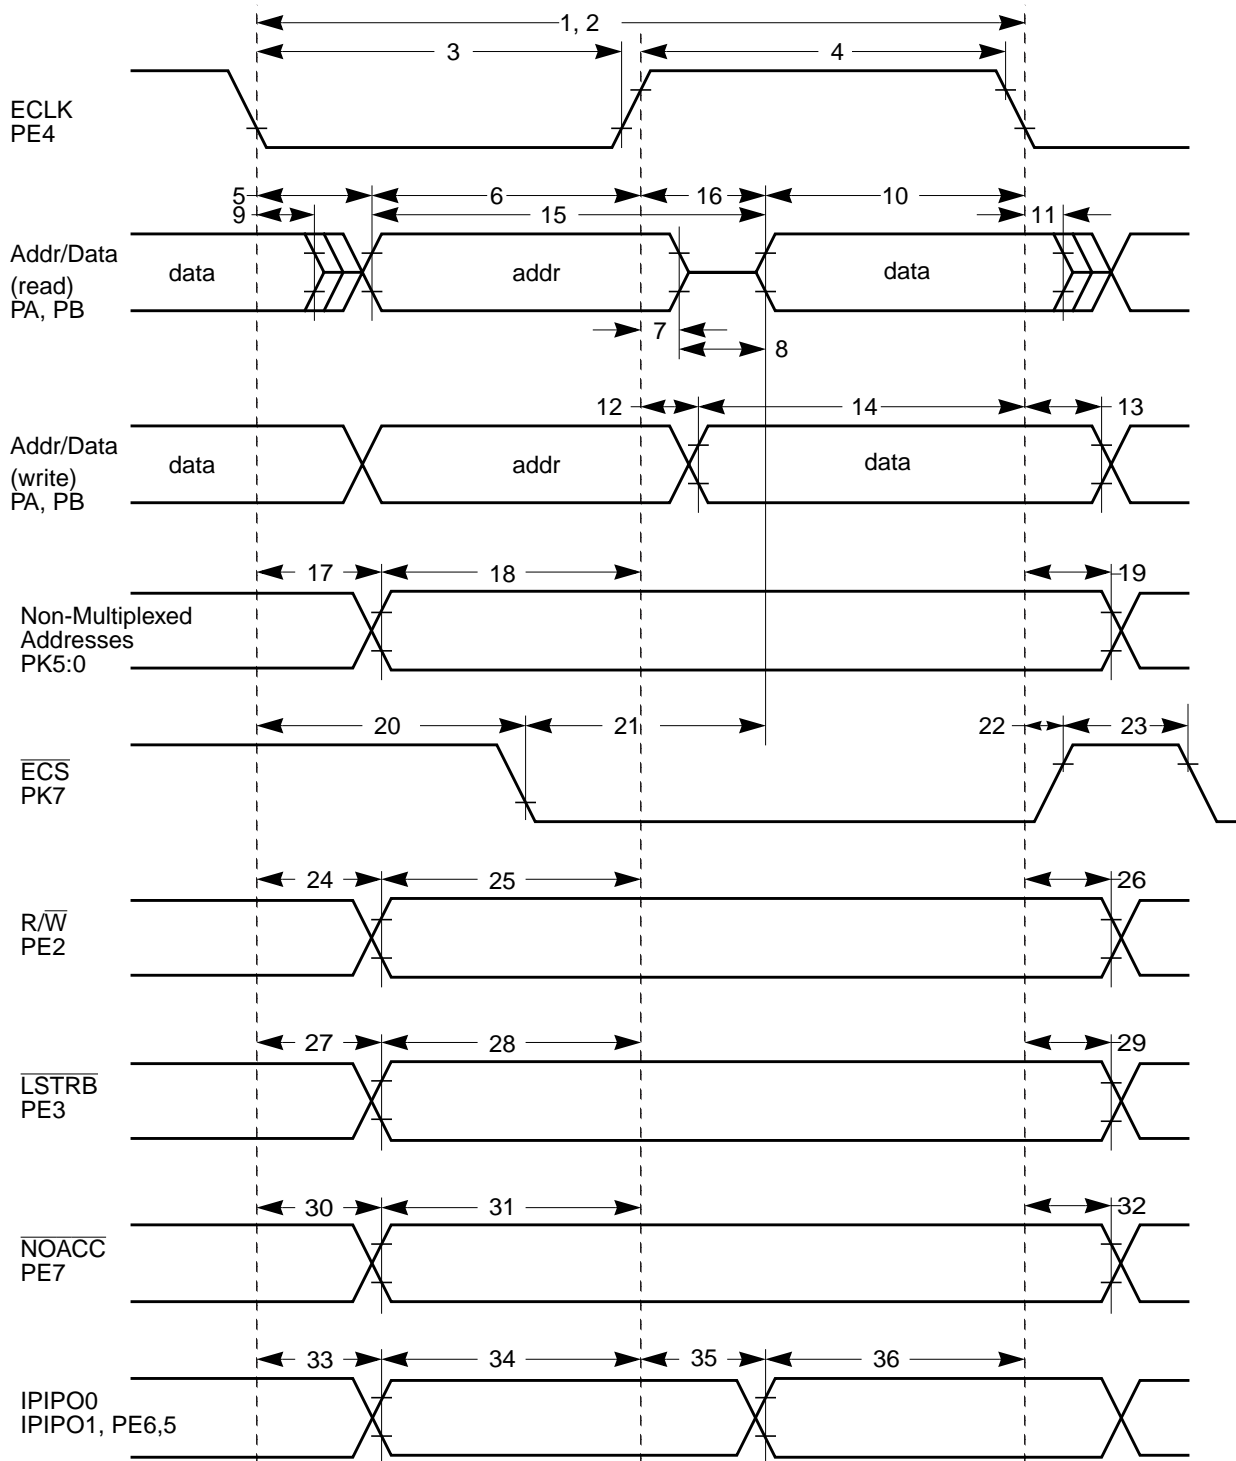 1, 2
3
4
ECLK
PE4
5
6
16
10
9
15
11
Addr/Data
(read)
PA, PB
data
addr
data
7
8
12
14
13
Addr/Data
(write)
PA, PB
data
addr
data
17
18
19
Non-Multiplexed
Addresses
PK5:0
20
21
22
23
ECS
PK7
24
25
26
R/W
PE2
27
28
29
LSTRB
PE3
30
31
32
NOACC
PE7
33
34
35
36
IPIPO0
IPIPO1, PE6,5